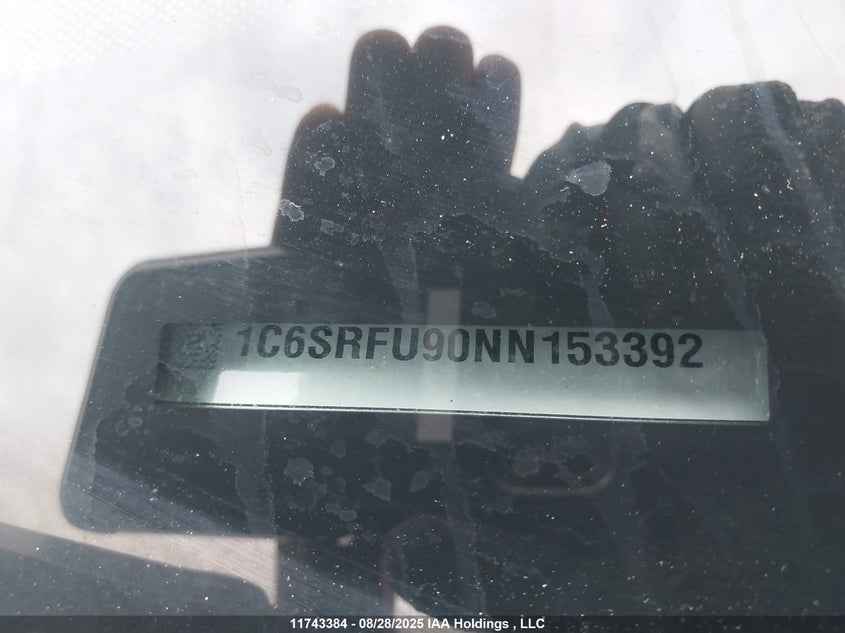 1C6SRFU90NN153392
11743384 - 08/28/2025 IAA Holdings , LLC